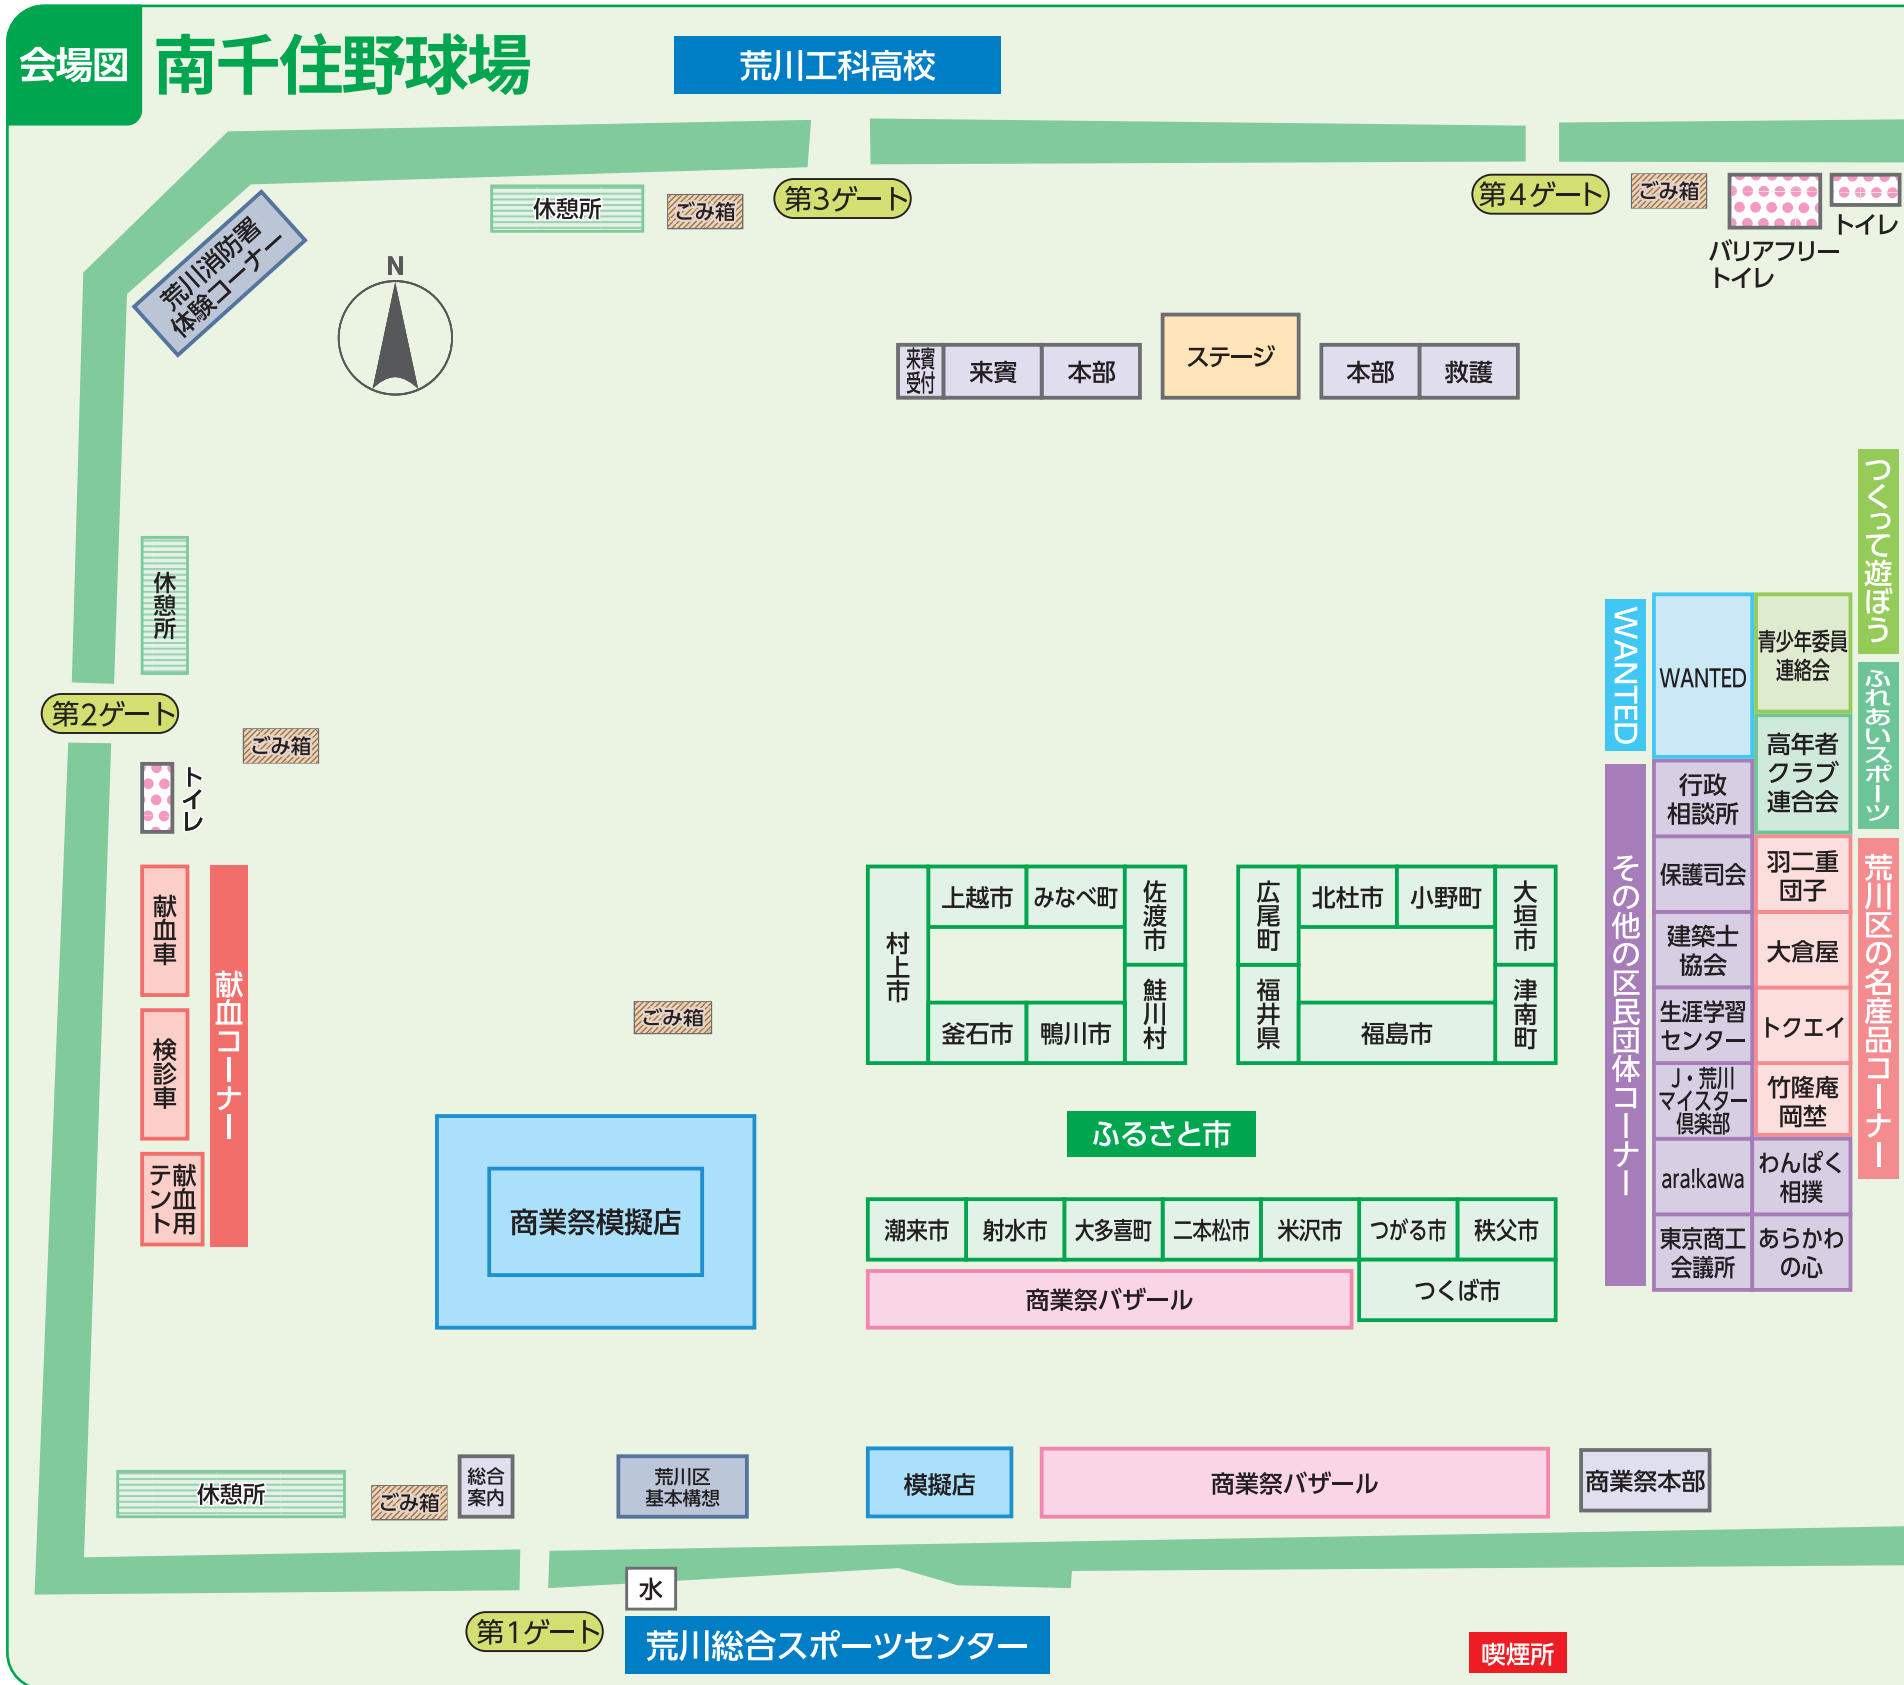 会場図
南千住野球場
荒川工科高校
休憩所
ごみ箱
第3ゲート
第4ゲート
ごみ箱
バリアフリー
トイレ
トイレ
荒川消防署
体験コーナー
N
来賓
受付
来賓
本部
ステージ
本部
救護
休憩所
第2ゲート
ごみ箱
トイレ
献血車
検診車
献血用
テント
献血コーナー
ごみ箱
村上市
上越市
みなべ町
佐渡市
釜石市
鴨川市
鮭川村
広尾町
北杜市
小野町
大垣市
福井県
福島市
津南町
ふるさと市
商業祭模擬店
潮来市
射水市
大多喜町
二本松市
米沢市
つがる市
秩父市
商業祭バザール
つくば市
WANTED
WANTED
青少年委員
連絡会
つくって遊ぼう
高年者
クラブ
連合会
ふれあいスポーツ
その他の区民団体コーナー
行政
相談所
保護司会
建築士
協会
生涯学習
センター
J・荒川
マイスター
倶楽部
ara!kawa
東京商工
会議所
羽二重
団子
大倉屋
トクエイ
竹隆庵
岡埜
わんぱく
相撲
あらかわ
の心
荒川区の名産品コーナー
休憩所
ごみ箱
総合
案内
荒川区
基本構想
模擬店
商業祭バザール
商業祭本部
水
第1ゲート
荒川総合スポーツセンター
喫煙所